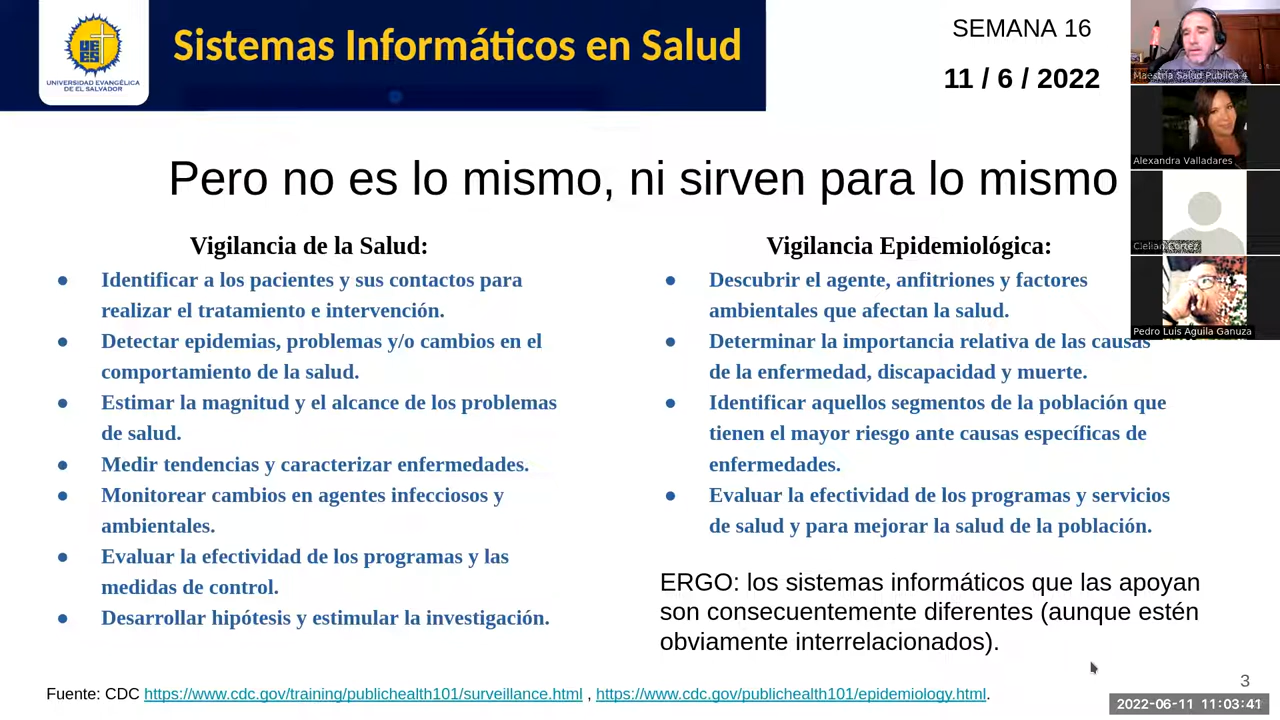 UNIVERSIDAD EVANGÉLICA
DE EL SALVADOR
Sistemas Informáticos en Salud
SEMANA 16
11 / 6 / 2022
Maestría Salud Publica 4
Alexandra Valladares
Clelian Cortez
Pedro Luis Aguila Ganuza
Pero no es lo mismo, ni sirven para lo mismo
Vigilancia de la Salud:
● Identificar a los pacientes y sus contactos para
realizar el tratamiento e intervención.
● Detectar epidemias, problemas y/o cambios en el
comportamiento de la salud.
● Estimar la magnitud y el alcance de los problemas
de salud.
● Medir tendencias y caracterizar enfermedades.
● Monitorear cambios en agentes infecciosos y
ambientales.
● Evaluar la efectividad de los programas y las
medidas de control.
● Desarrollar hipótesis y estimular la investigación.
Vigilancia Epidemiológica:
● Descubrir el agente, anfitriones y factores
ambientales que afectan la salud.
● Determinar la importancia relativa de las causas
de la enfermedad, discapacidad y muerte.
● Identificar aquellos segmentos de la población que
tienen el mayor riesgo ante causas específicas de
enfermedades.
● Evaluar la efectividad de los programas y servicios
de salud y para mejorar la salud de la población.
ERGO: los sistemas informáticos que las apoyan
son consecuentemente diferentes (aunque estén
obviamente interrelacionados).
Fuente: CDC https://www.cdc.gov/training/publichealth101/surveillance.html , https://www.cdc.gov/publichealth101/epidemiology.html.
3
2022-06-11 11:03:41